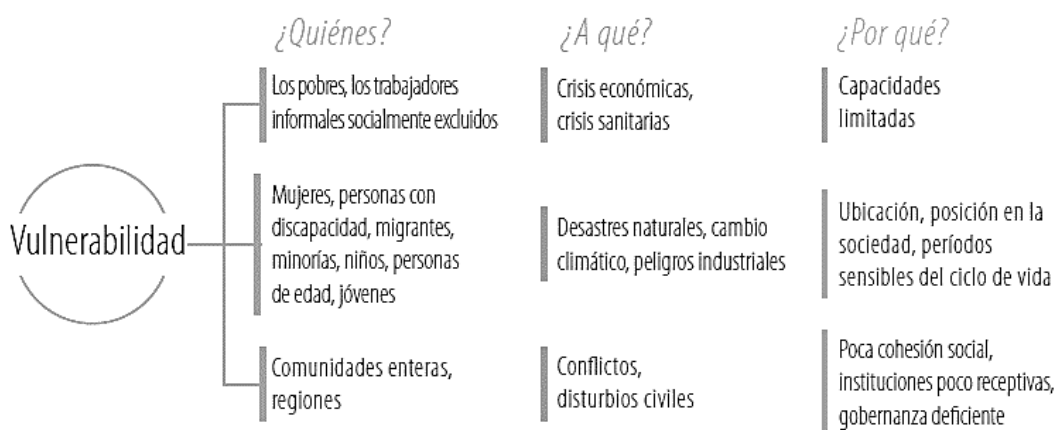 ¿Quiénes?
¿A qué?
¿Por qué?
Los pobres, los trabajadores
informales socialmente excluidos
Crisis económicas,
crisis sanitarias
Capacidades
limitadas
Vulnerabilidad
Mujeres, personas con
discapacidad, migrantes,
minorías, niños, personas
de edad, jóvenes
Desastres naturales, cambio
climático, peligros industriales
Ubicación, posición en la
sociedad, períodos
sensibles del ciclo de vida
Comunidades enteras,
regiones
Conflictos,
disturbios civiles
Poca cohesión social,
instituciones poco receptivas,
gobernanza deficiente